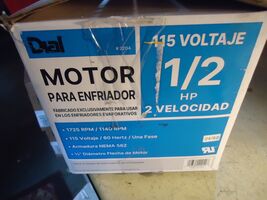 Dial
# 2204
115 VOLTAJE
MOTOR
PARA ENFRIADOR
1/2
HP
2 VELOCIDAD
FABRICADO EXCLUSIVAMENTE PARA USAR
EN LOS ENFRIADORES EVAPORATIVOS
• 1725 RPM / 1140 RPM
• 115 Voltaje / 60 Hertz / Una Fase
• Armadura NEMA 56Z
• ½" Diámetro Flecha de Motor